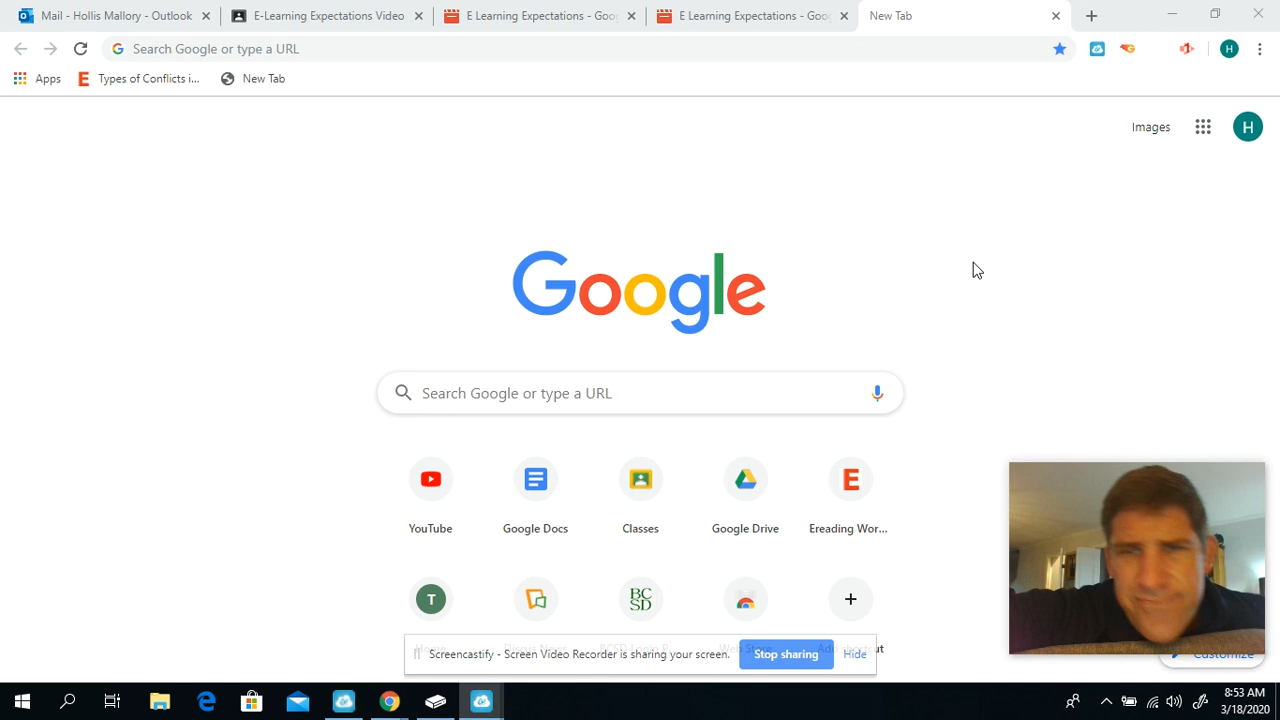 Mail - Hollis Mallory - Outlook
E-Learning Expectations Video
E Learning Expectations - Goo
E Learning Expectations - Goo
New Tab
Search Google or type a URL
H
Apps
E
Types of Conflicts i...
New Tab
Images
H
Google
Search Google or type a URL
E
YouTube
Google Docs
Classes
Google Drive
Ereading Wor...
T
BC
SD
Screencastify - Screen Video Recorder is sharing your screen.
Stop sharing
Hide
Customize
8:53 AM
3/18/2020